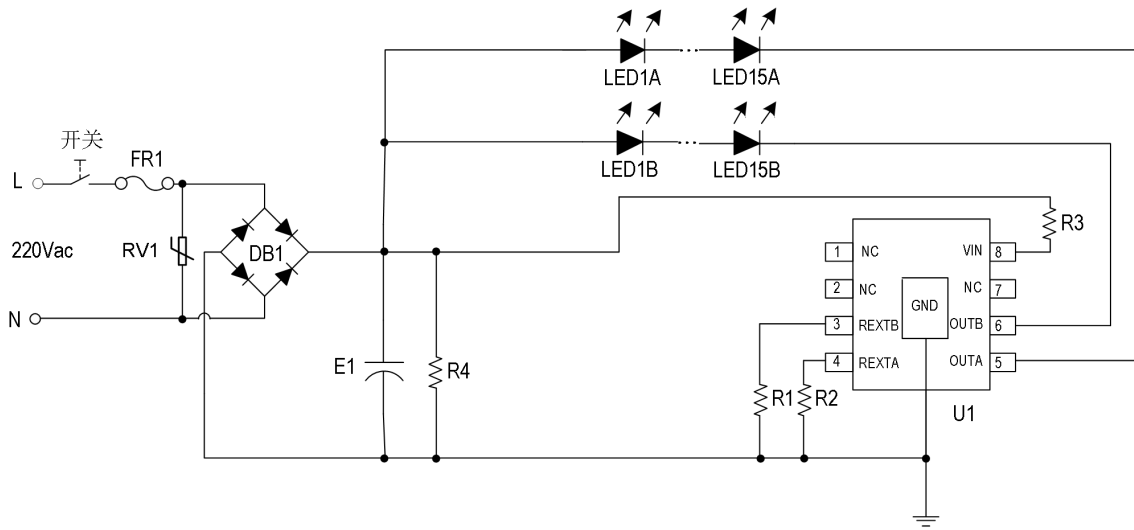 LED1A ... LED15A
LED1B ... LED15B
开关
FR1
L
220Vac
RV1
DB1
N
E1
R4
R3
1 NC
VIN 8
2 NC
NC 7
GND
3 REXTB
OUTB 6
4 REXTA
OUTA 5
R1
R2
U1